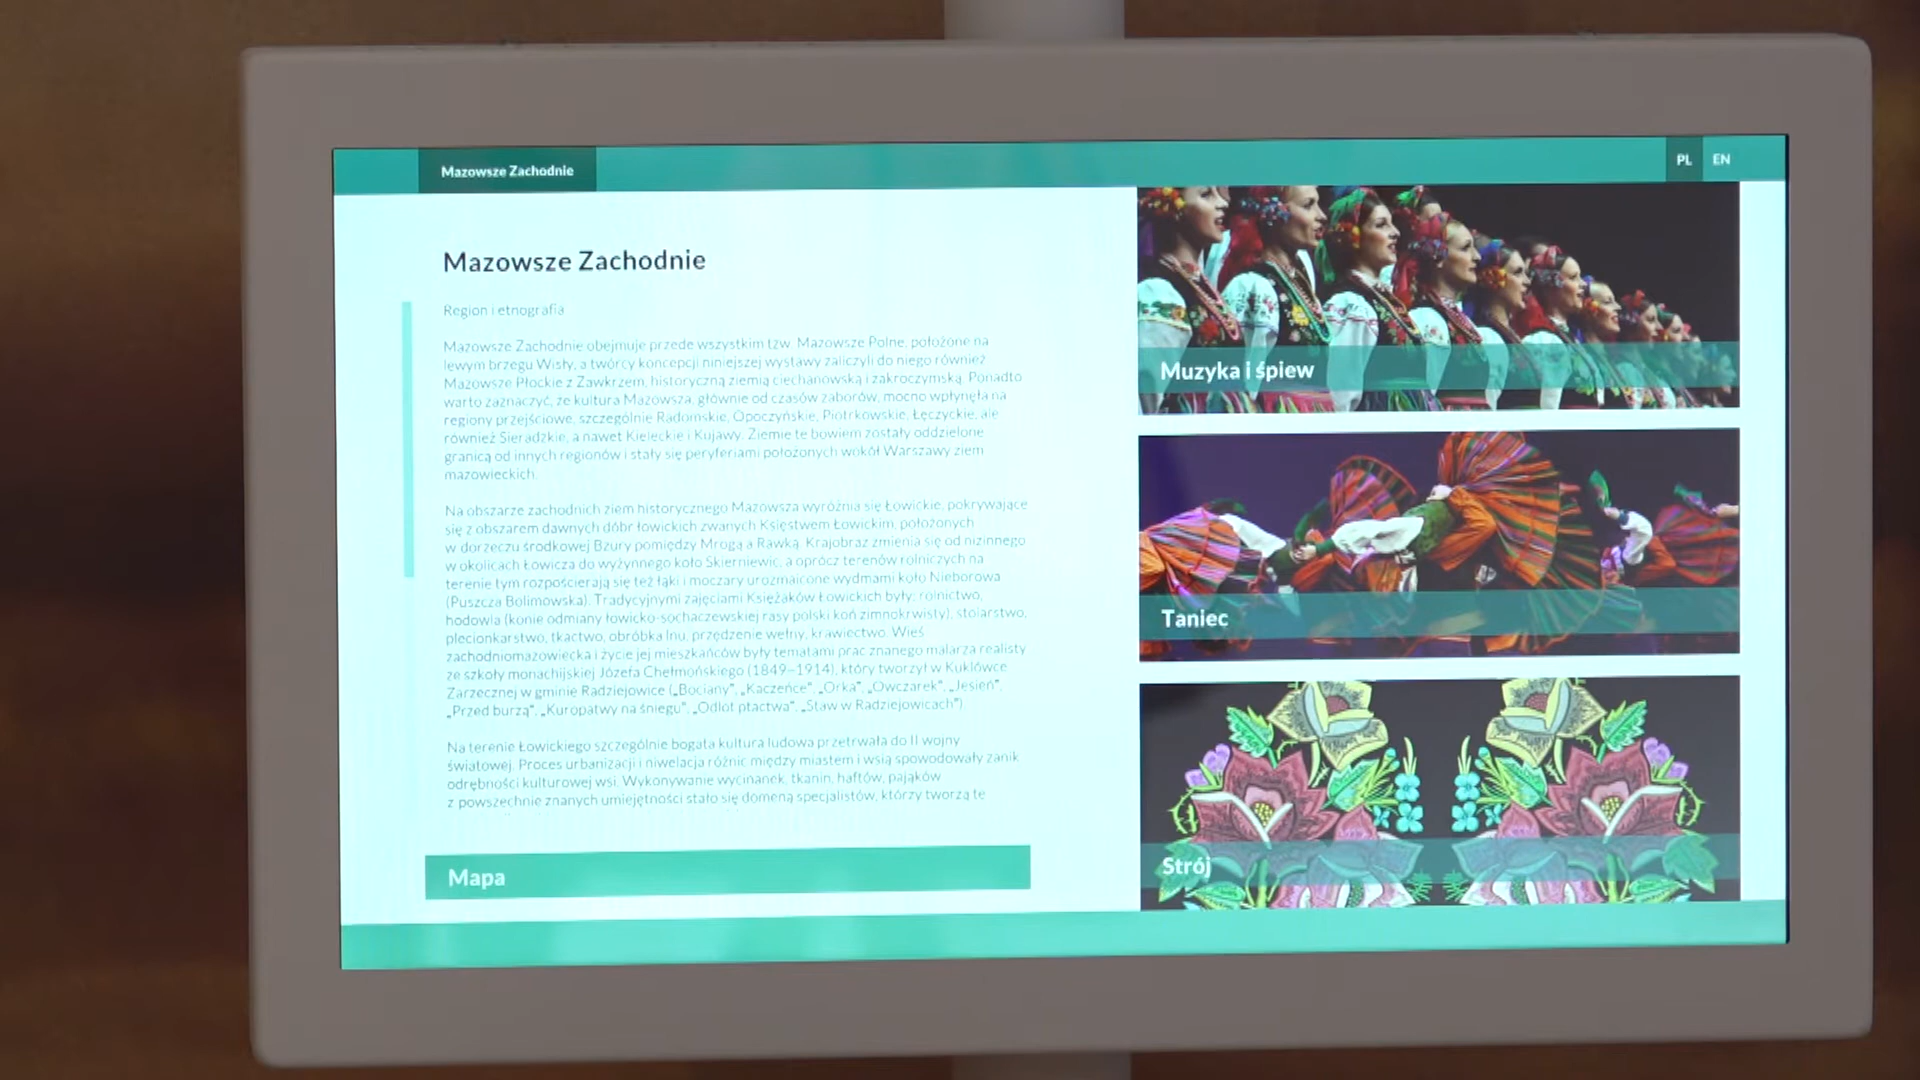 Mazowsze Zachodnie
PL EN
Mazowsze Zachodnie
Region i etnografia
Mazowsze Zachodnie obejmuje przede wszystkim tzw. Mazowsze Polne, położone na
lewym brzegu Wisły, a twórcy koncepcji niniejszej wystawy zaliczyli do niego również
Mazowsze Płockie z Zawkrzem, historyczną ziemią ciechanowską i zakroczymską. Ponadto
warto zaznaczyć, że kultura Mazowsza, głównie od czasów zaborów, mocno wpłynęła na
regiony przejściowe, szczególnie Radomskie, Opoczyńskie, Piotrkowskie, Łęczyckie, ale
również Sieradzkie, a nawet Kieleckie i Kujawy. Ziemie te bowiem zostały oddzielone
granicą od innych regionów i stały się peryferiami położonych wokół Warszawy ziem
mazowieckich.
Na obszarze zachodnich ziem historycznego Mazowsza wyróżnia się Łowickie, pokrywające
się z obszarem dawnych dóbr łowickich zwanych Księstwem Łowickim, położonych
w dorzeczu środkowej Bzury pomiędzy Mrogą a Rawką. Krajobraz zmienia się od nizinnego
w okolicach Łowicza do wyżynnego koło Skierniewic, a oprócz terenów rolniczych na
terenie tym rozpościerają się też łąki i moczary urozmaicone wydmami koło Nieborowa
(Puszcza Bolimowska). Tradycyjnymi zajęciami Księżaków Łowickich były: rolnictwo,
hodowla (konie odmiany łowicko-sochaczewskiej rasy polski koń zimnokrwisty), stolarstwo,
plecionkarstwo, tkactwo, obróbka lnu, przędzenie wełny, krawiectwo. Wieś
zachodniomazowiecka i życie jej mieszkańców były tematami prac znanego malarza realisty
ze szkoły monachijskiej Józefa Chełmońskiego (1849–1914), który tworzył w Kuklówce
Zarzecznej w gminie Radziejowice („Bociany”, „Kaczeńce”, „Orka”, „Owczarek”, „Jesień”,
„Przed burzą”, „Kuropatwy na śniegu”, „Odlot ptactwa”, „Staw w Radziejowicach”).
Na terenie Łowickiego szczególnie bogata kultura ludowa przetrwała do II wojny
światowej. Proces urbanizacji i niwelacja różnic między miastem i wsią spowodowały zanik
odrębności kulturowej wsi. Wykonywanie wycinanek, tkanin, haftów, pająków
z powszechnie znanych umiejętności stało się domeną specjalistów, którzy tworzą te
Mapa
Muzyka i śpiew
Taniec
Strój